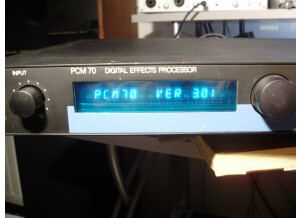 INPUT
PCM 70 DIGITAL EFFECTS PROCESSOR
PCM70 VER 3.01